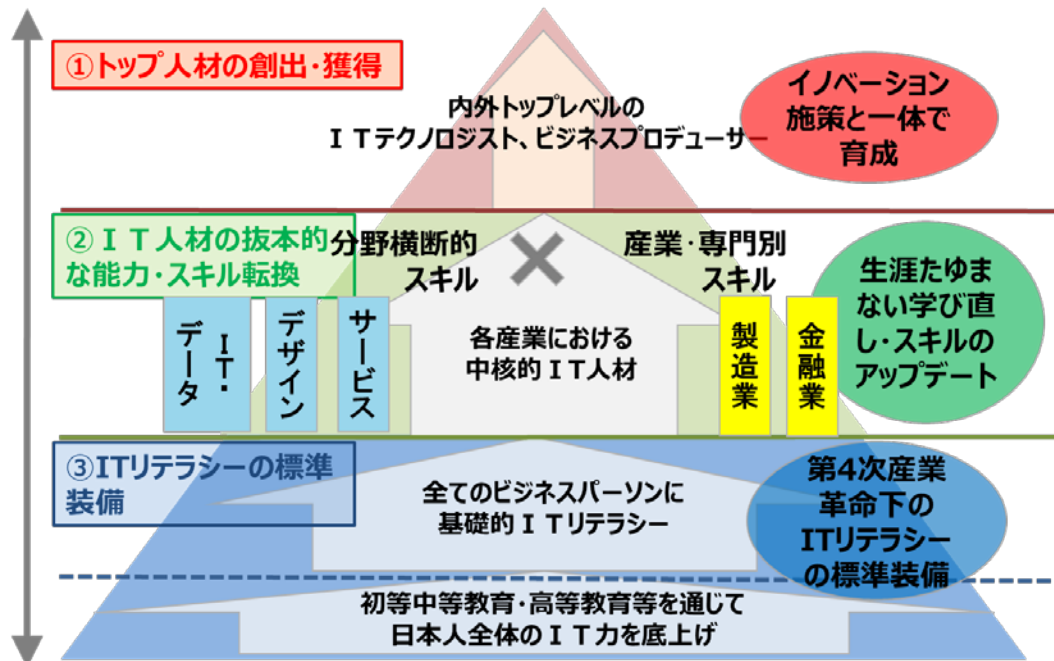 ①トップ人材の創出・獲得
内外トップレベルの
ＩＴテクノロジスト、ビジネスプロデューサー
イノベーション
施策と一体で
育成
②ＩＴ人材の抜本的
な能力・スキル転換
分野横断的
スキル
×
産業・専門別
スキル
生涯たゆま
ない学び直
し・スキルの
アップデート
IT・
データ
デザイン
サービス
各産業における
中核的ＩＴ人材
製造業
金融業
③ITリテラシーの標準
装備
全てのビジネスパーソンに
基礎的ＩＴリテラシー
第4次産業
革命下の
ITリテラシー
の標準装備
初等中等教育・高等教育等を通じて
日本人全体のＩＴ力を底上げ